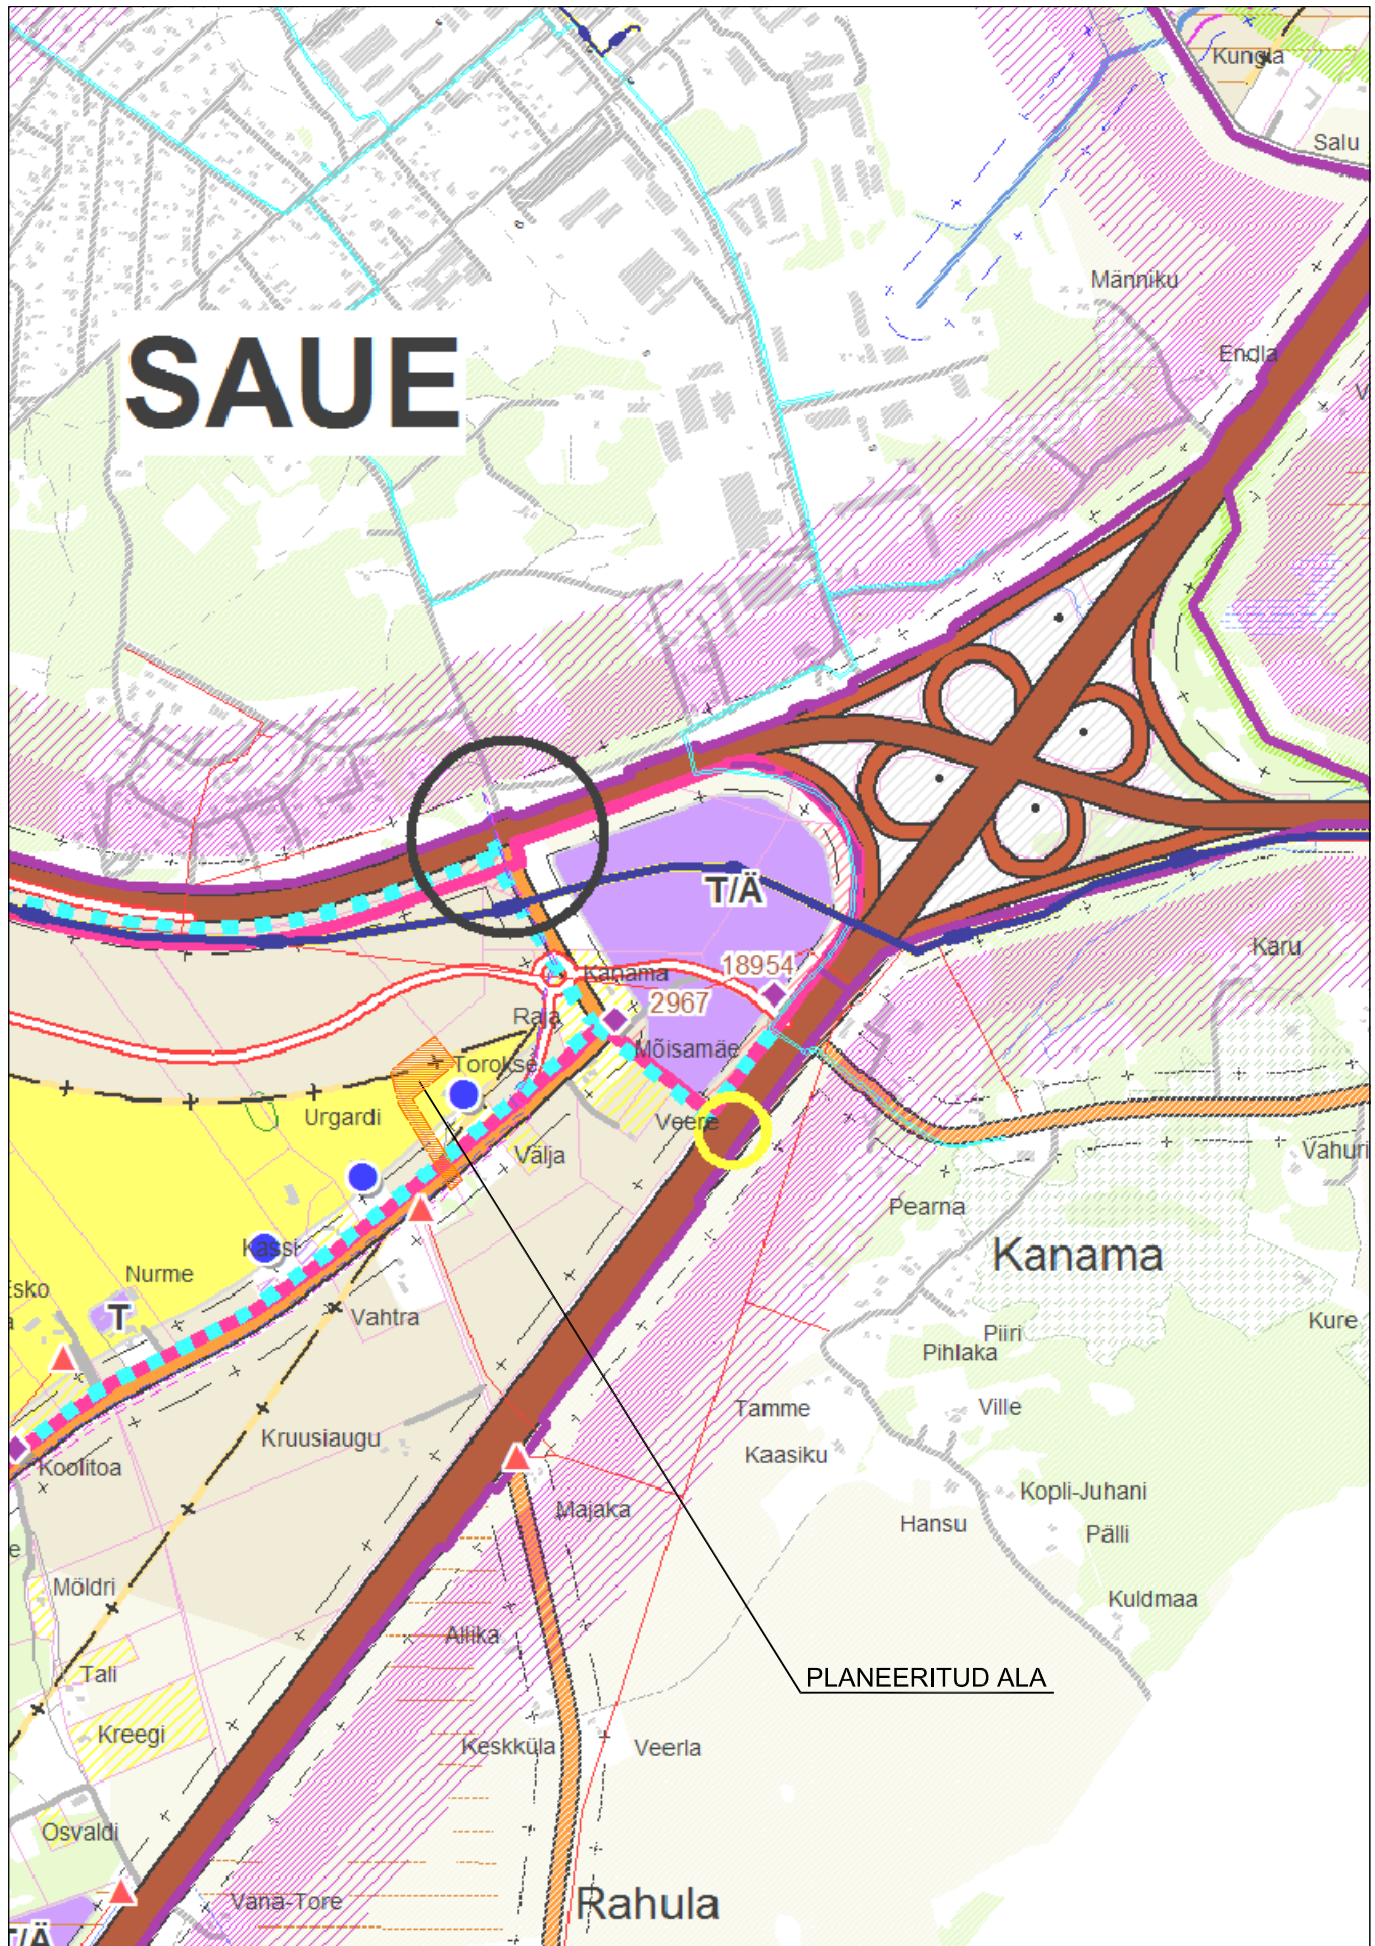 Kungla
Salu
Männiku
Endla
V
SAUE
T/Ä
Karu
18954
Kanama
2967
Raja
Mõisamäe
Torokse
Urgardi
Veere
Välja
Vahuri
Pearna
Kassi
Kanama
Nurme
Esko
a
T
Vahtra
Kure
Piiri
Pihlaka
Tamme
Ville
Kruusiaugu
Kaasiku
Koolitoa
Kopli-Juhani
Majaka
Hansu
Pälli
e
Möldri
Kuldmaa
Allika
Tali
PLANEERITUD ALA
Kreegi
Keskküla
Veerla
Osvaldi
Vana-Tore
Rahula
T/Ä